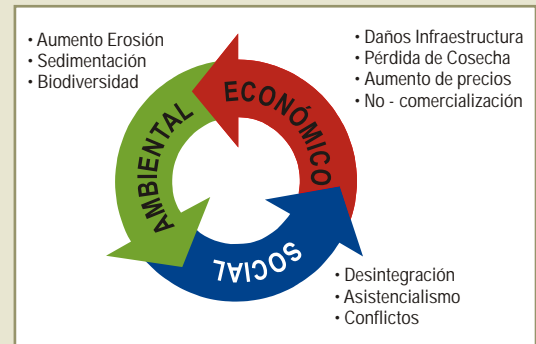 • Aumento Erosión
• Sedimentación
• Biodiversidad
• Daños Infraestructura
• Pérdida de Cosecha
• Aumento de precios
• No - comercialización
AMBIENTAL
ECONÓMICO
SOCIAL
• Desintegración
• Asistencialismo
• Conflictos